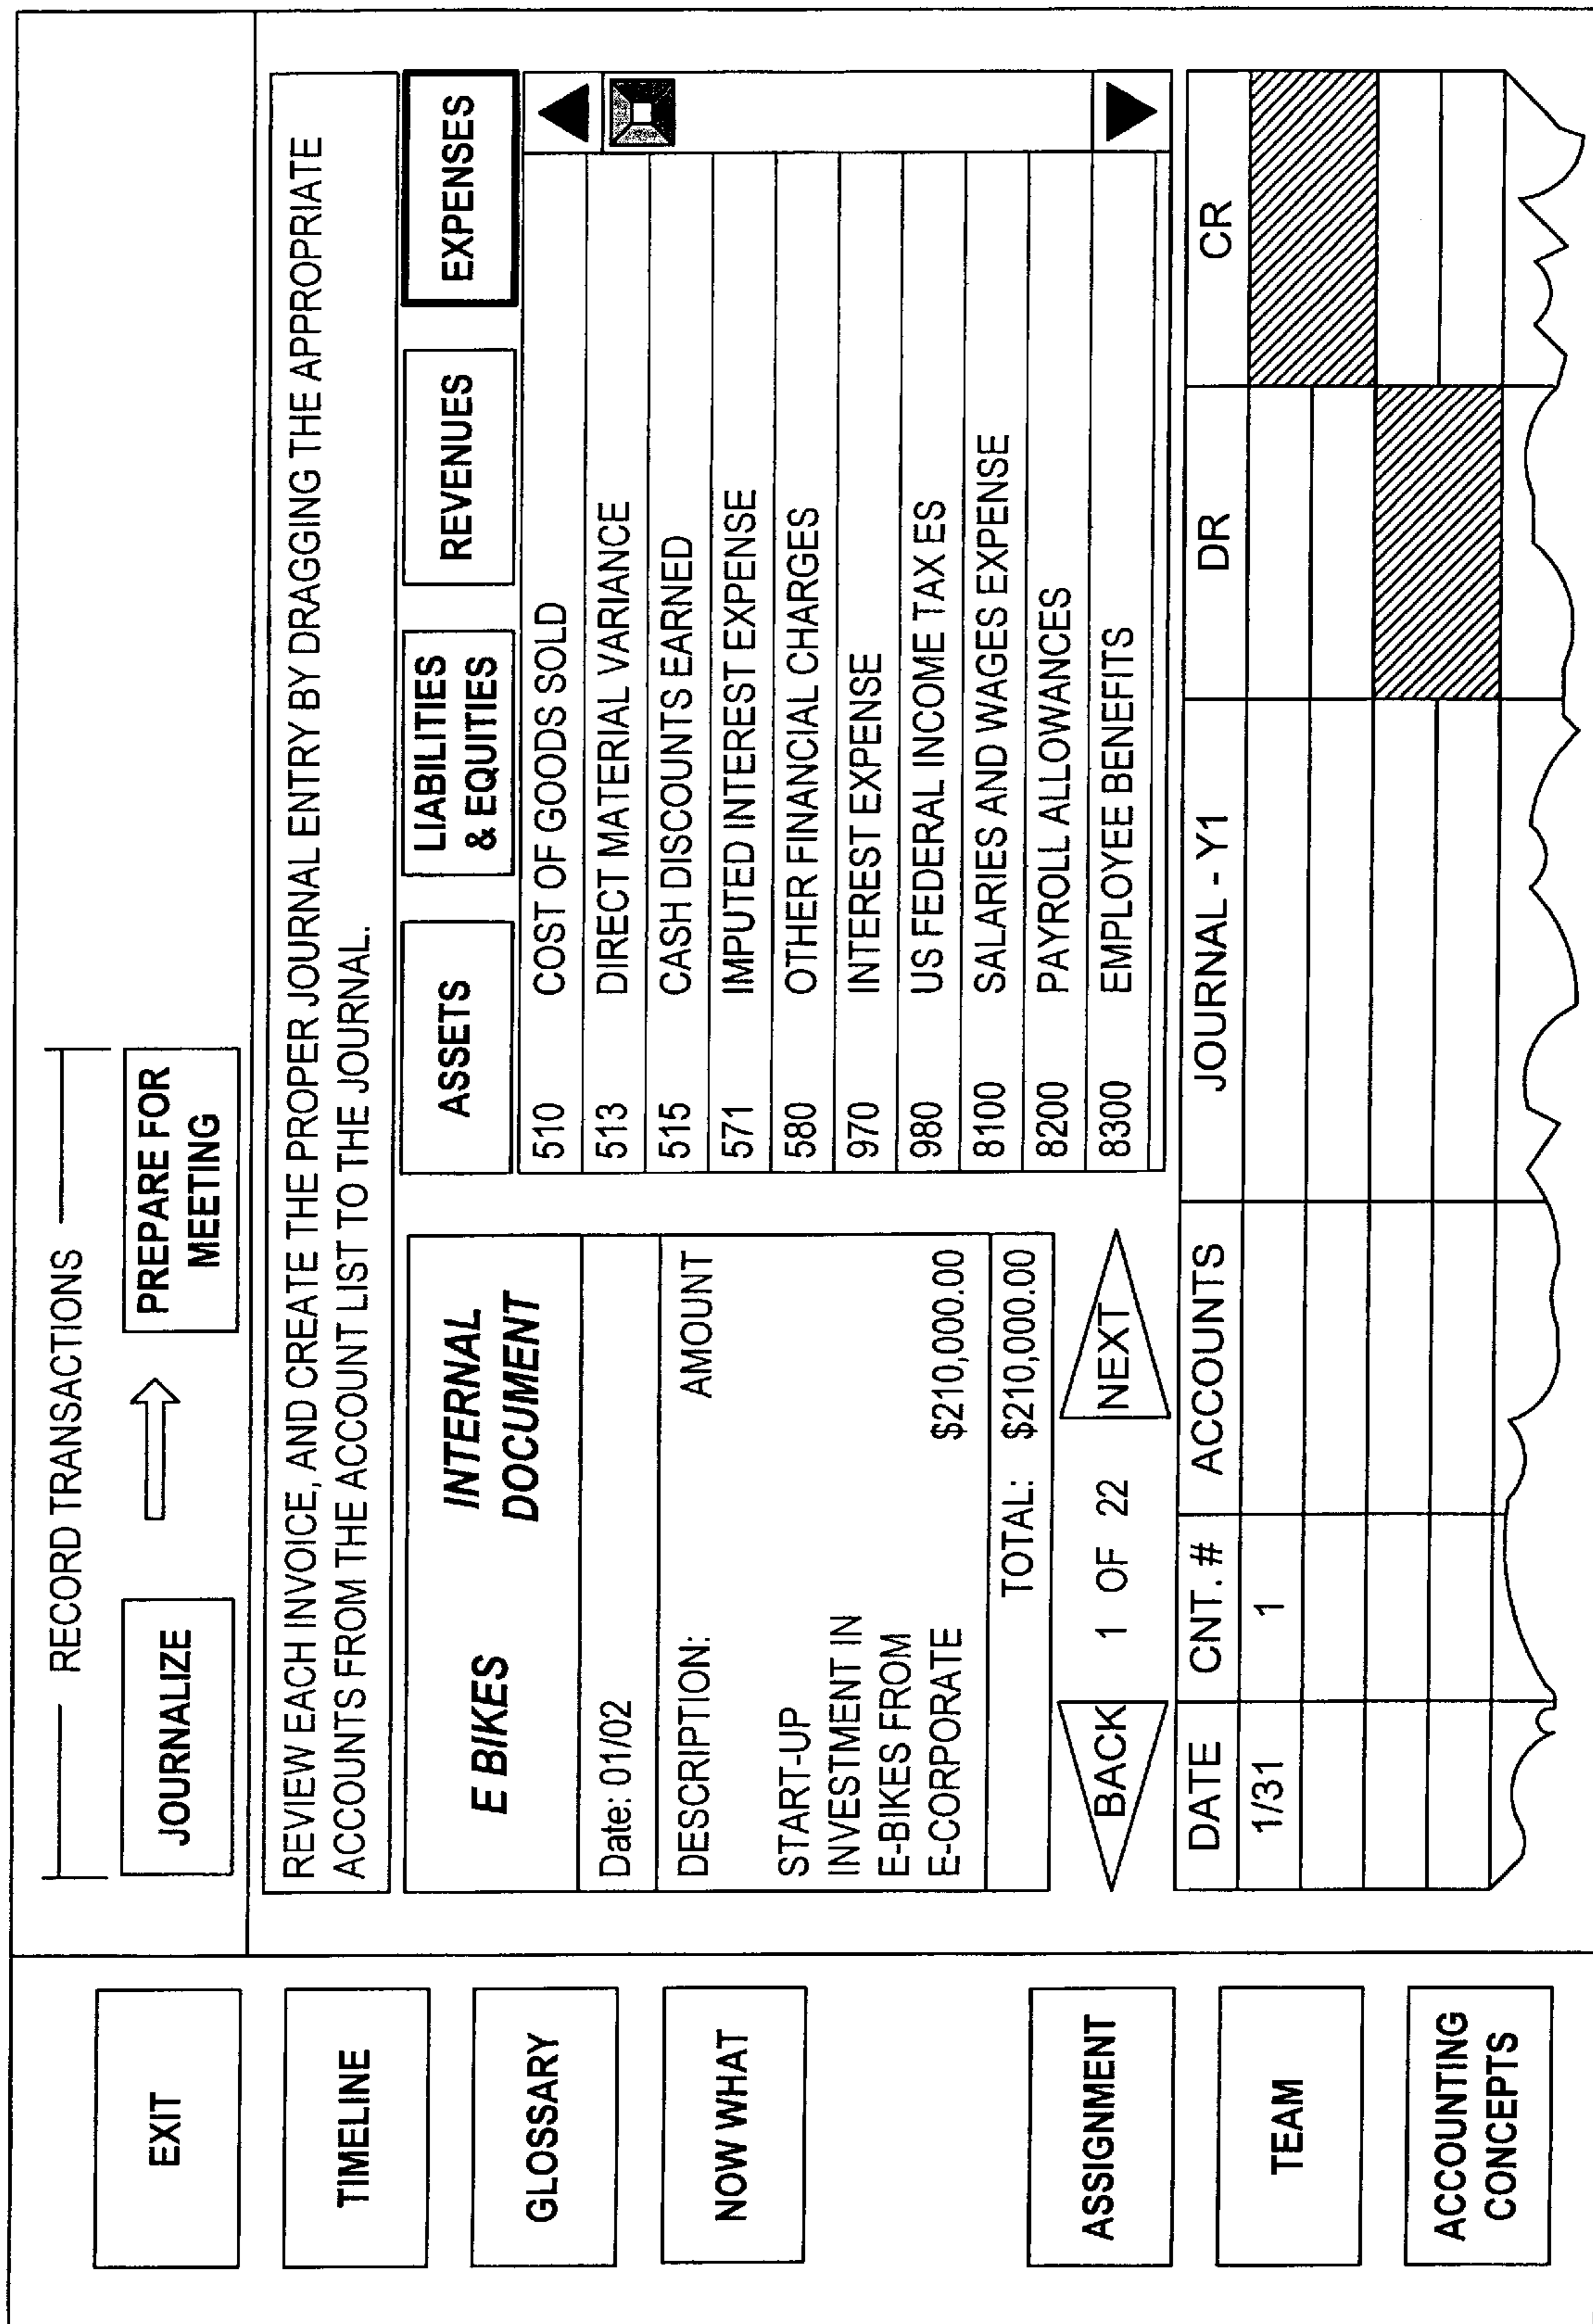 EXIT
TIMELINE
GLOSSARY
NOW WHAT
ASSIGNMENT
TEAM
ACCOUNTING
CONCEPTS
RECORD TRANSACTIONS
JOURNALIZE
PREPARE FOR
MEETING
REVIEW EACH INVOICE, AND CREATE THE PROPER JOURNAL ENTRY BY DRAGGING THE APPROPRIATE
ACCOUNTS FROM THE ACCOUNT LIST TO THE JOURNAL.
E BIKES INTERNAL
DOCUMENT
Date: 01/02
DESCRIPTION: AMOUNT
START-UP
INVESTMENT IN
E-BIKES FROM
E-CORPORATE $210,000.00
TOTAL: $210,000.00
BACK 1 OF 22 NEXT
ASSETS
LIABILITIES
& EQUITIES
REVENUES
EXPENSES
510 COST OF GOODS SOLD
513 DIRECT MATERIAL VARIANCE
515 CASH DISCOUNTS EARNED
571 IMPUTED INTEREST EXPENSE
580 OTHER FINANCIAL CHARGES
970 INTEREST EXPENSE
980 US FEDERAL INCOME TAX ES
8100 SALARIES AND WAGES EXPENSE
8200 PAYROLL ALLOWANCES
8300 EMPLOYEE BENEFITS
DATE CNT. # ACCOUNTS JOURNAL - Y1 DR CR
1/31 1